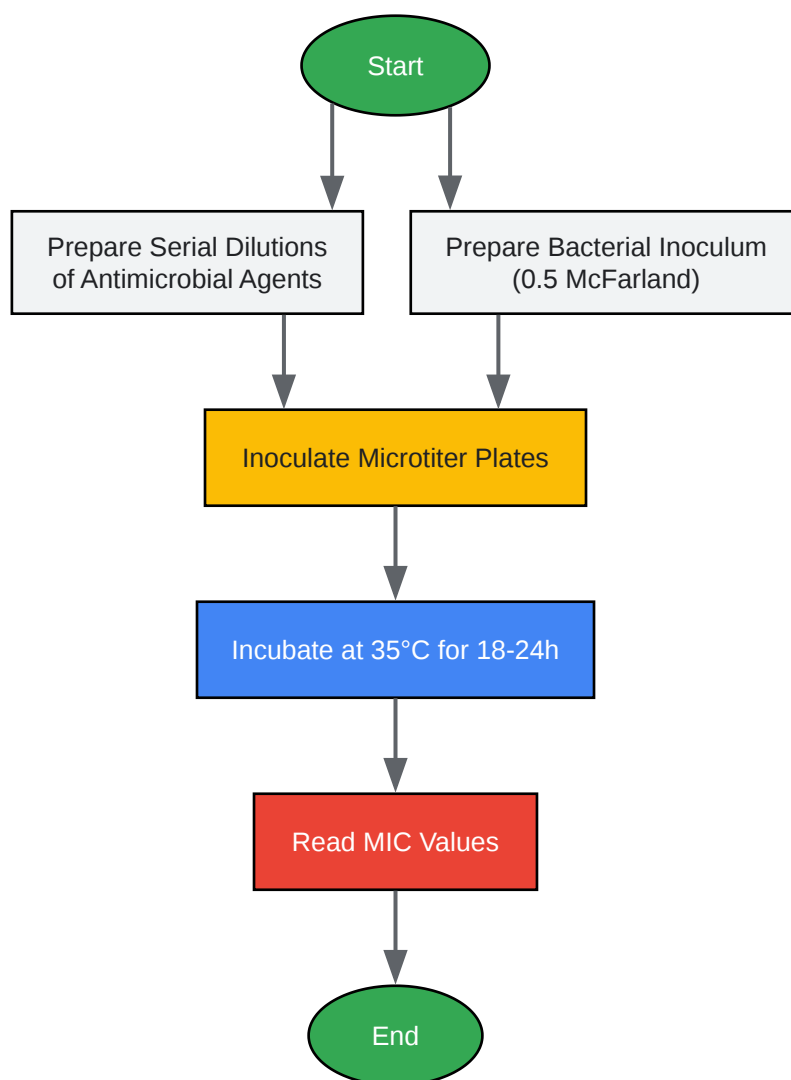 Start
Prepare Serial Dilutions
of Antimicrobial Agents
Prepare Bacterial Inoculum
(0.5 McFarland)
Inoculate Microtiter Plates
Incubate at 35°C for 18-24h
Read MIC Values
End